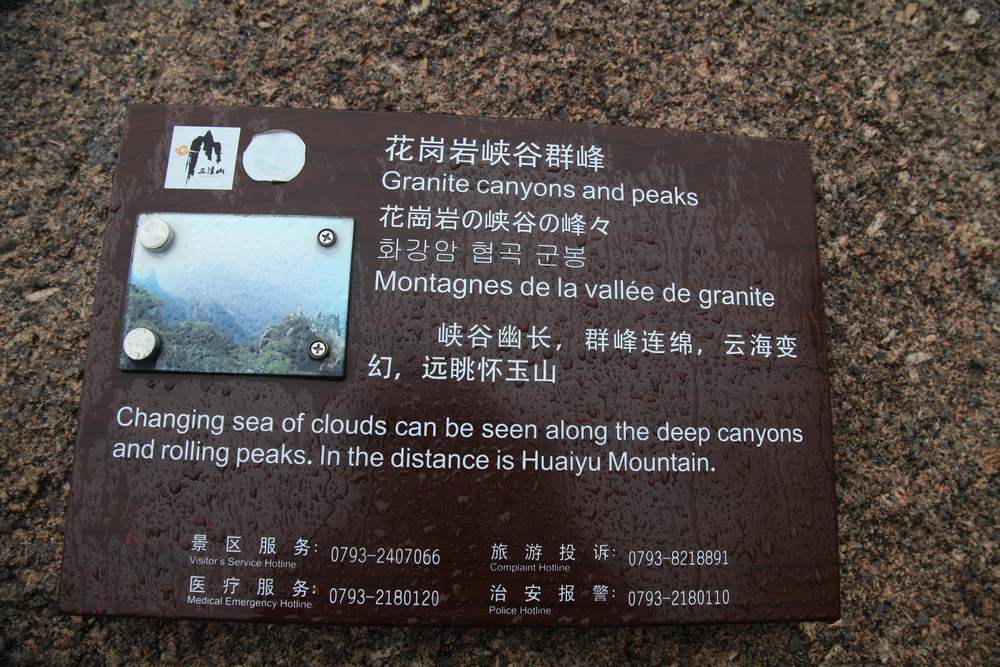 三清山
花岗岩峡谷群峰
Granite canyons and peaks
花崗岩の峡谷の峰々
화강암 협곡 군봉
Montagnes de la vallée de granite
峡谷幽长，群峰连绵，云海变
幻，远眺怀玉山
Changing sea of clouds can be seen along the deep canyons
and rolling peaks. In the distance is Huaiyu Mountain.
景区服务：0793-2407066
Visitor's Service Hotline
旅游投诉：0793-8218891
Complaint Hotline
医疗服务：0793-2180120
Medical Emergency Hotline
治安报警：0793-2180110
Police Hotline